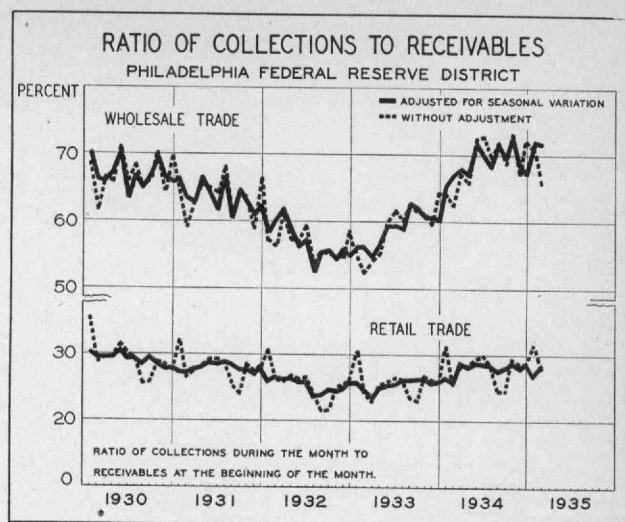 RATIO OF COLLECTIONS TO RECEIVABLES
PHILADELPHIA FEDERAL RESERVE DISTRICT
PERCENT
ADJUSTED FOR SEASONAL VARIATION
WITHOUT ADJUSTMENT
WHOLESALE TRADE
70
60
50
RETAIL TRADE
30
20
RATIO OF COLLECTIONS DURING THE MONTH TO
RECEIVABLES AT THE BEGINNING OF THE MONTH.
0
1930 1931 1932 1933 1934 1935